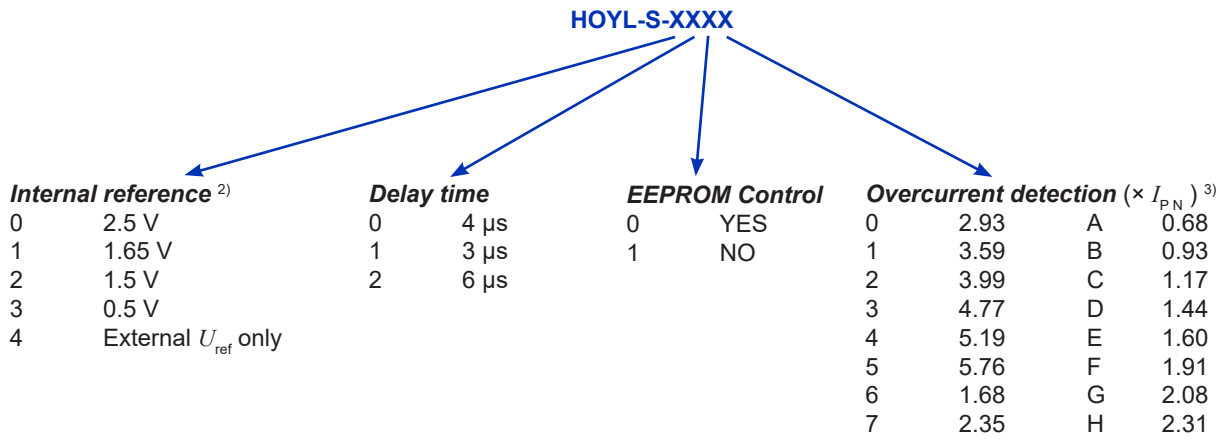 HOYL-S-XXXX
Internal reference 2)
0 2.5 V
1 1.65 V
2 1.5 V
3 0.5 V
4 External Uref only
Delay time
0 4 µs
1 3 µs
2 6 µs
EEPROM Control
0 YES
1 NO
Overcurrent detection (× IPN) 3)
0 2.93 A 0.68
1 3.59 B 0.93
2 3.99 C 1.17
3 4.77 D 1.44
4 5.19 E 1.60
5 5.76 F 1.91
6 1.68 G 2.08
7 2.35 H 2.31